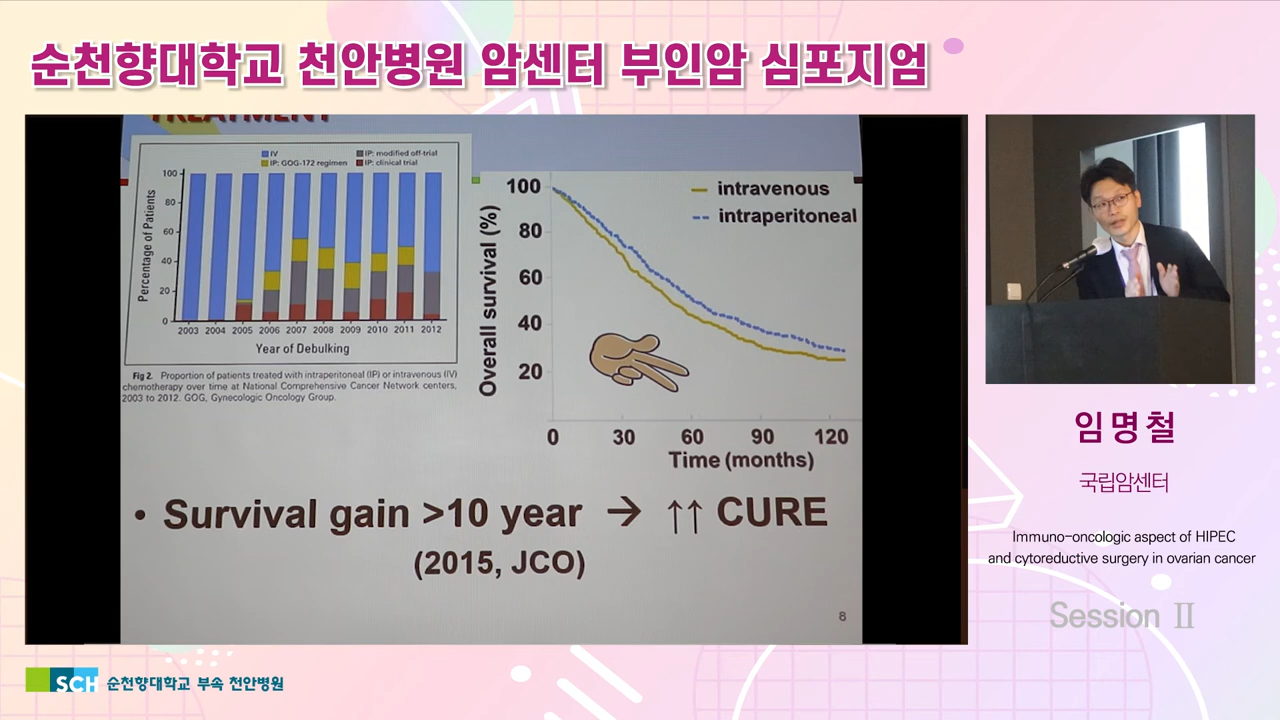 순천향대학교 천안병원 암센터 부인암 심포지엄
TREATMENT
IV
IP: modified off-trial
IP: GOG-172 regimen
IP: clinical trial
Percentage of Patients
100
80
60
40
20
0
2003 2004 2005 2006 2007 2008 2009 2010 2011 2012
Year of Debulking
Fig 2. Proportion of patients treated with intraperitoneal (IP) or intravenous (IV)
chemotherapy over time at National Comprehensive Cancer Network centers,
2003 to 2012. GOG, Gynecologic Oncology Group.
intravenous
intraperitoneal
Overall survival (%)
100
80
60
40
20
0 30 60 90 120
Time (months)
• Survival gain >10 year → ↑↑ CURE
(2015, JCO)
8
임명철
국립암센터
Immuno-oncologic aspect of HIPEC
and cytoreductive surgery in ovarian cancer
Session Ⅱ
SCH 순천향대학교 부속 천안병원